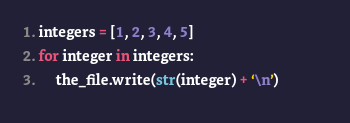 1. integers = [1, 2, 3, 4, 5]
2. for integer in integers:
3.     the_file.write(str(integer) + ‘\n’)